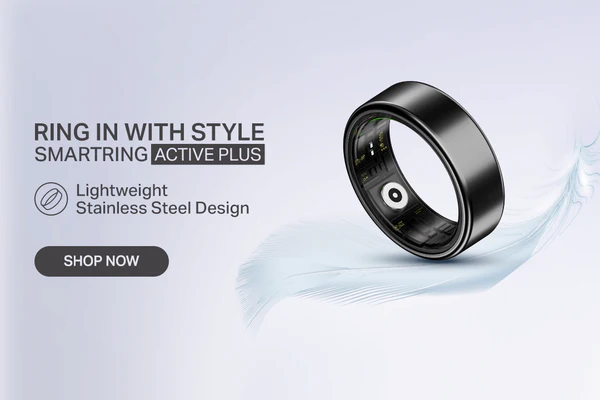 RING IN WITH STYLE
SMARTRING ACTIVE PLUS
Lightweight
Stainless Steel Design
SHOP NOW